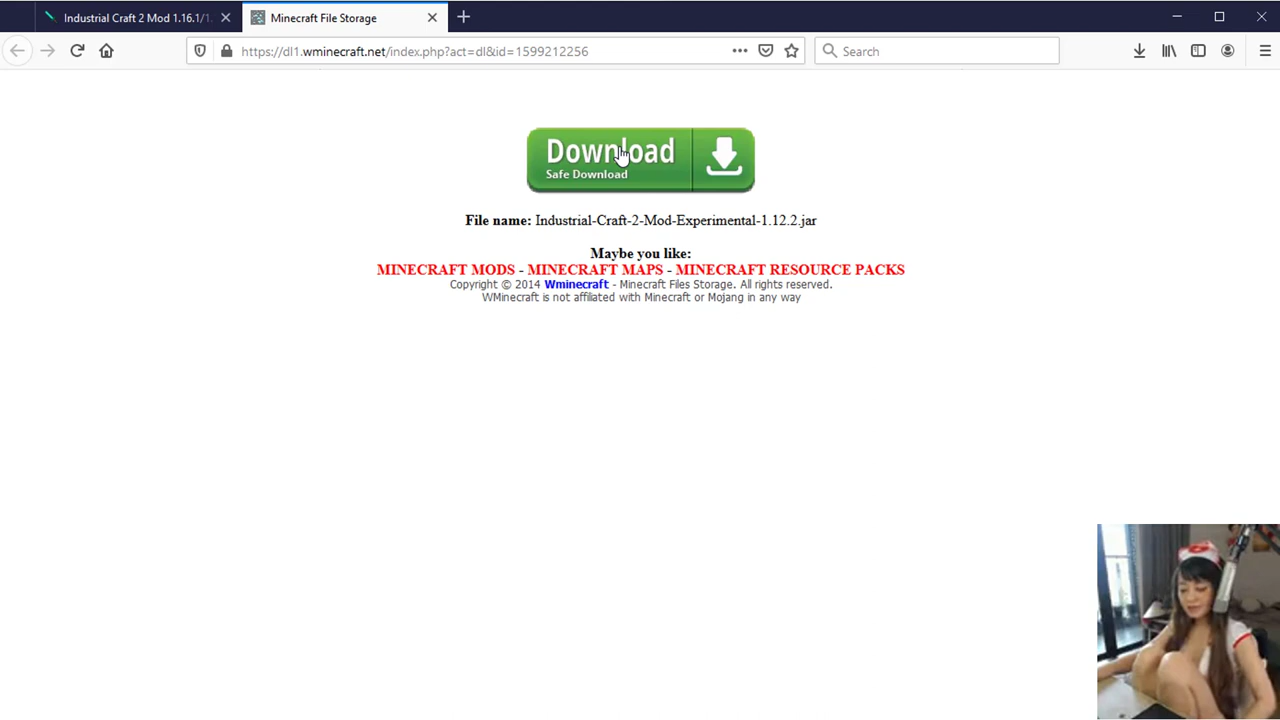 Industrial Craft 2 Mod 1.16.1/1.
Minecraft File Storage
https://dl1.wminecraft.net/index.php?act=dl&id=1599212256
Search
Download
Safe Download
File name: Industrial-Craft-2-Mod-Experimental-1.12.2.jar
Maybe you like:
MINECRAFT MODS - MINECRAFT MAPS - MINECRAFT RESOURCE PACKS
Copyright © 2014 Wminecraft - Minecraft Files Storage. All rights reserved.
WMinecraft is not affiliated with Minecraft or Mojang in any way